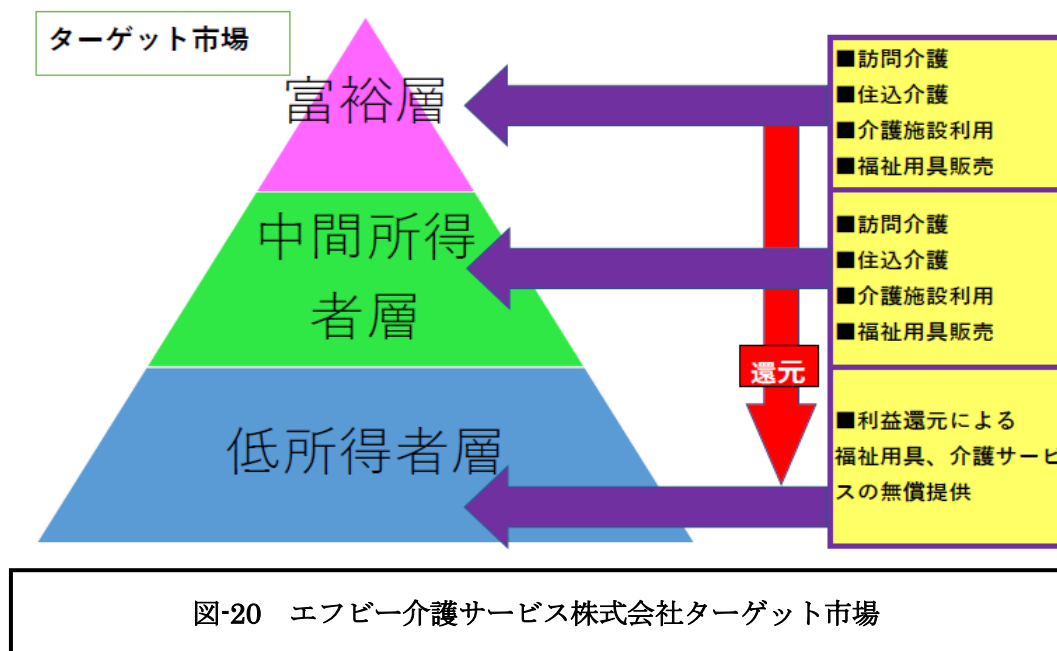 ターゲット市場
富裕層
中間所得
者層
低所得者層
■訪問介護
■住込介護
■介護施設利用
■福祉用具販売
■訪問介護
■住込介護
■介護施設利用
■福祉用具販売
還元
■利益還元による
福祉用具、介護サービ
スの無償提供
図-20 エフビー介護サービス株式会社ターゲット市場